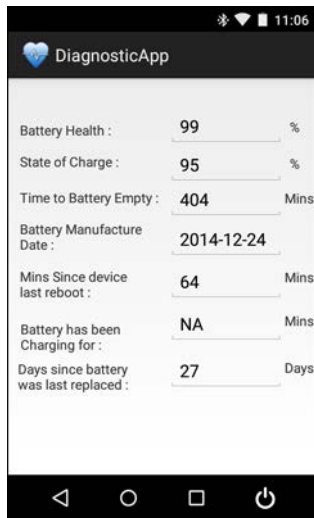 11:06
DiagnosticApp
Battery Health : 99 %
State of Charge : 95 %
Time to Battery Empty : 404 Mins
Battery Manufacture
Date : 2014-12-24
Mins Since device
last reboot : 64 Mins
Battery has been
Charging for : NA Mins
Days since battery
was last replaced : 27 Days